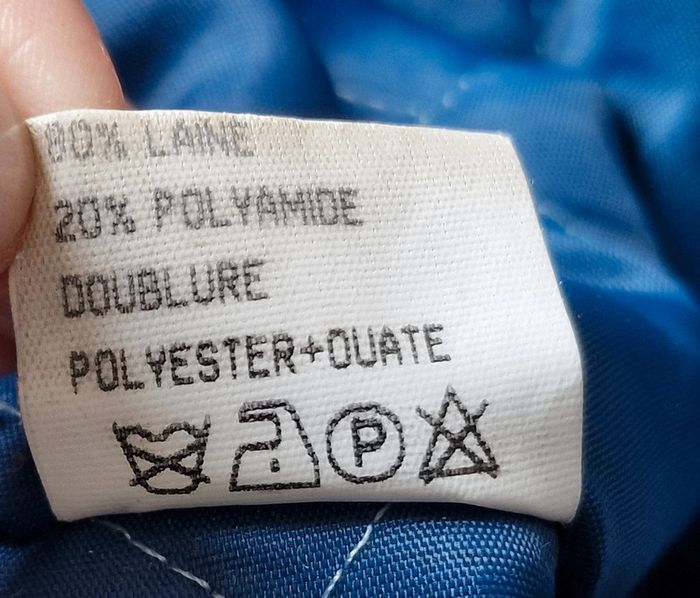 80% LAINE
20% POLYAMIDE
DOUBLURE
POLYESTER+OUATE
P